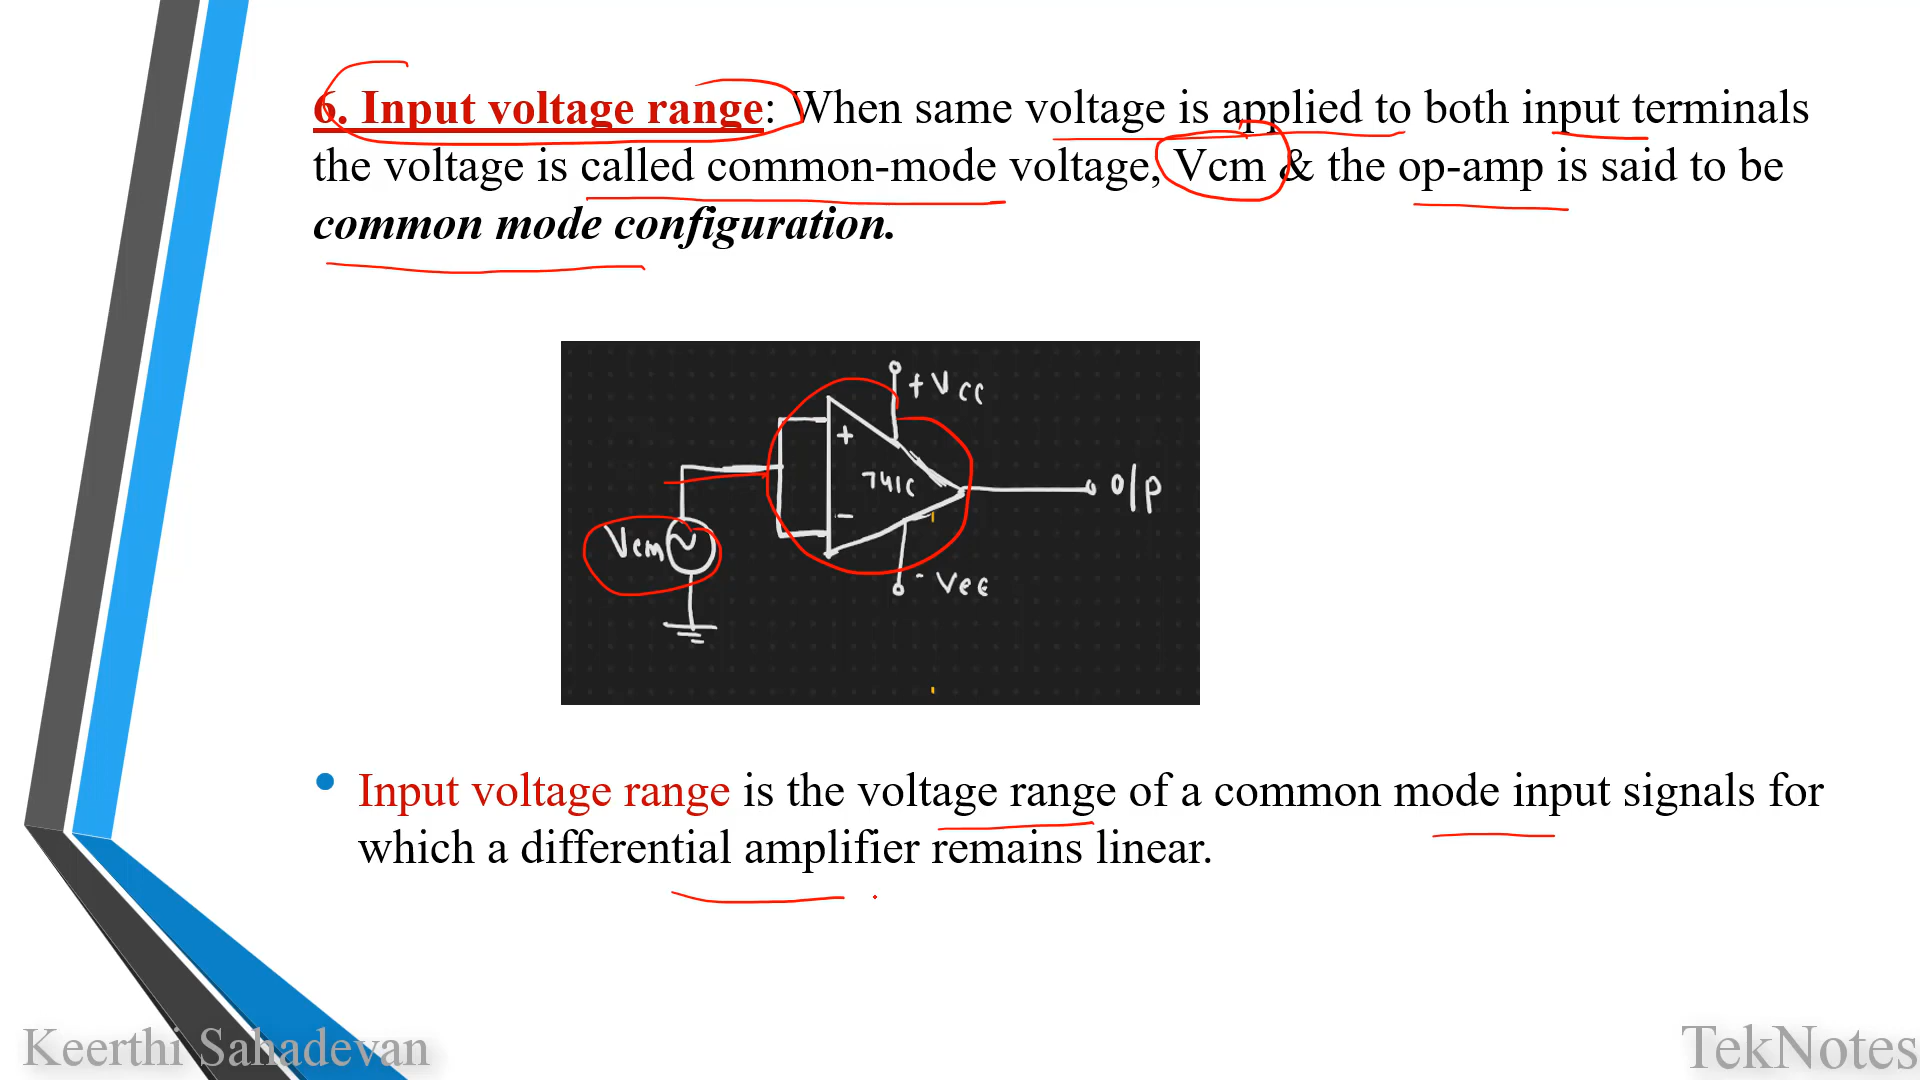 6. Input voltage range: When same voltage is applied to both input terminals
the voltage is called common-mode voltage, Vcm & the op-amp is said to be
common mode configuration.
+Vcc
+
741C
O/P
-
Vcm
-VEE
• Input voltage range is the voltage range of a common mode input signals for
which a differential amplifier remains linear.
Keerthi Sahadevan
TekNotes